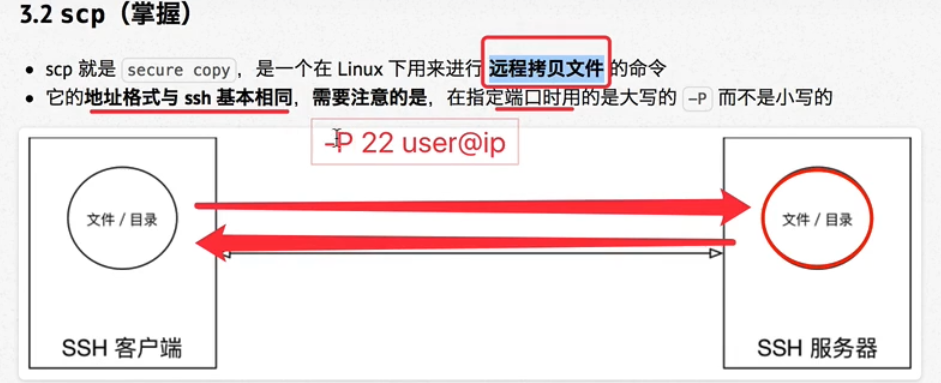 3.2 scp（掌握）
scp 就是 secure copy，是一个在 Linux 下用来进行 远程拷贝文件 的命令
它的地址格式与 ssh 基本相同，需要注意的是，在指定端口时用的是大写的 -P 而不是小写的
-P 22 user@ip
文件 / 目录
文件 / 目录
SSH 客户端
SSH 服务器